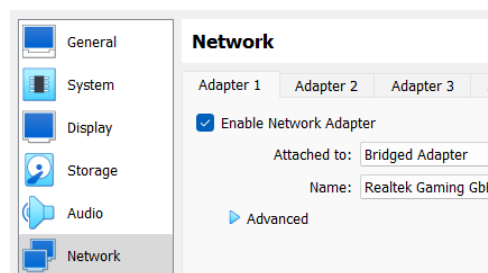 General
System
Display
Storage
Audio
Network
Network
Adapter 1
Adapter 2
Adapter 3
Enable Network Adapter
Attached to: Bridged Adapter
Name: Realtek Gaming
Advanced